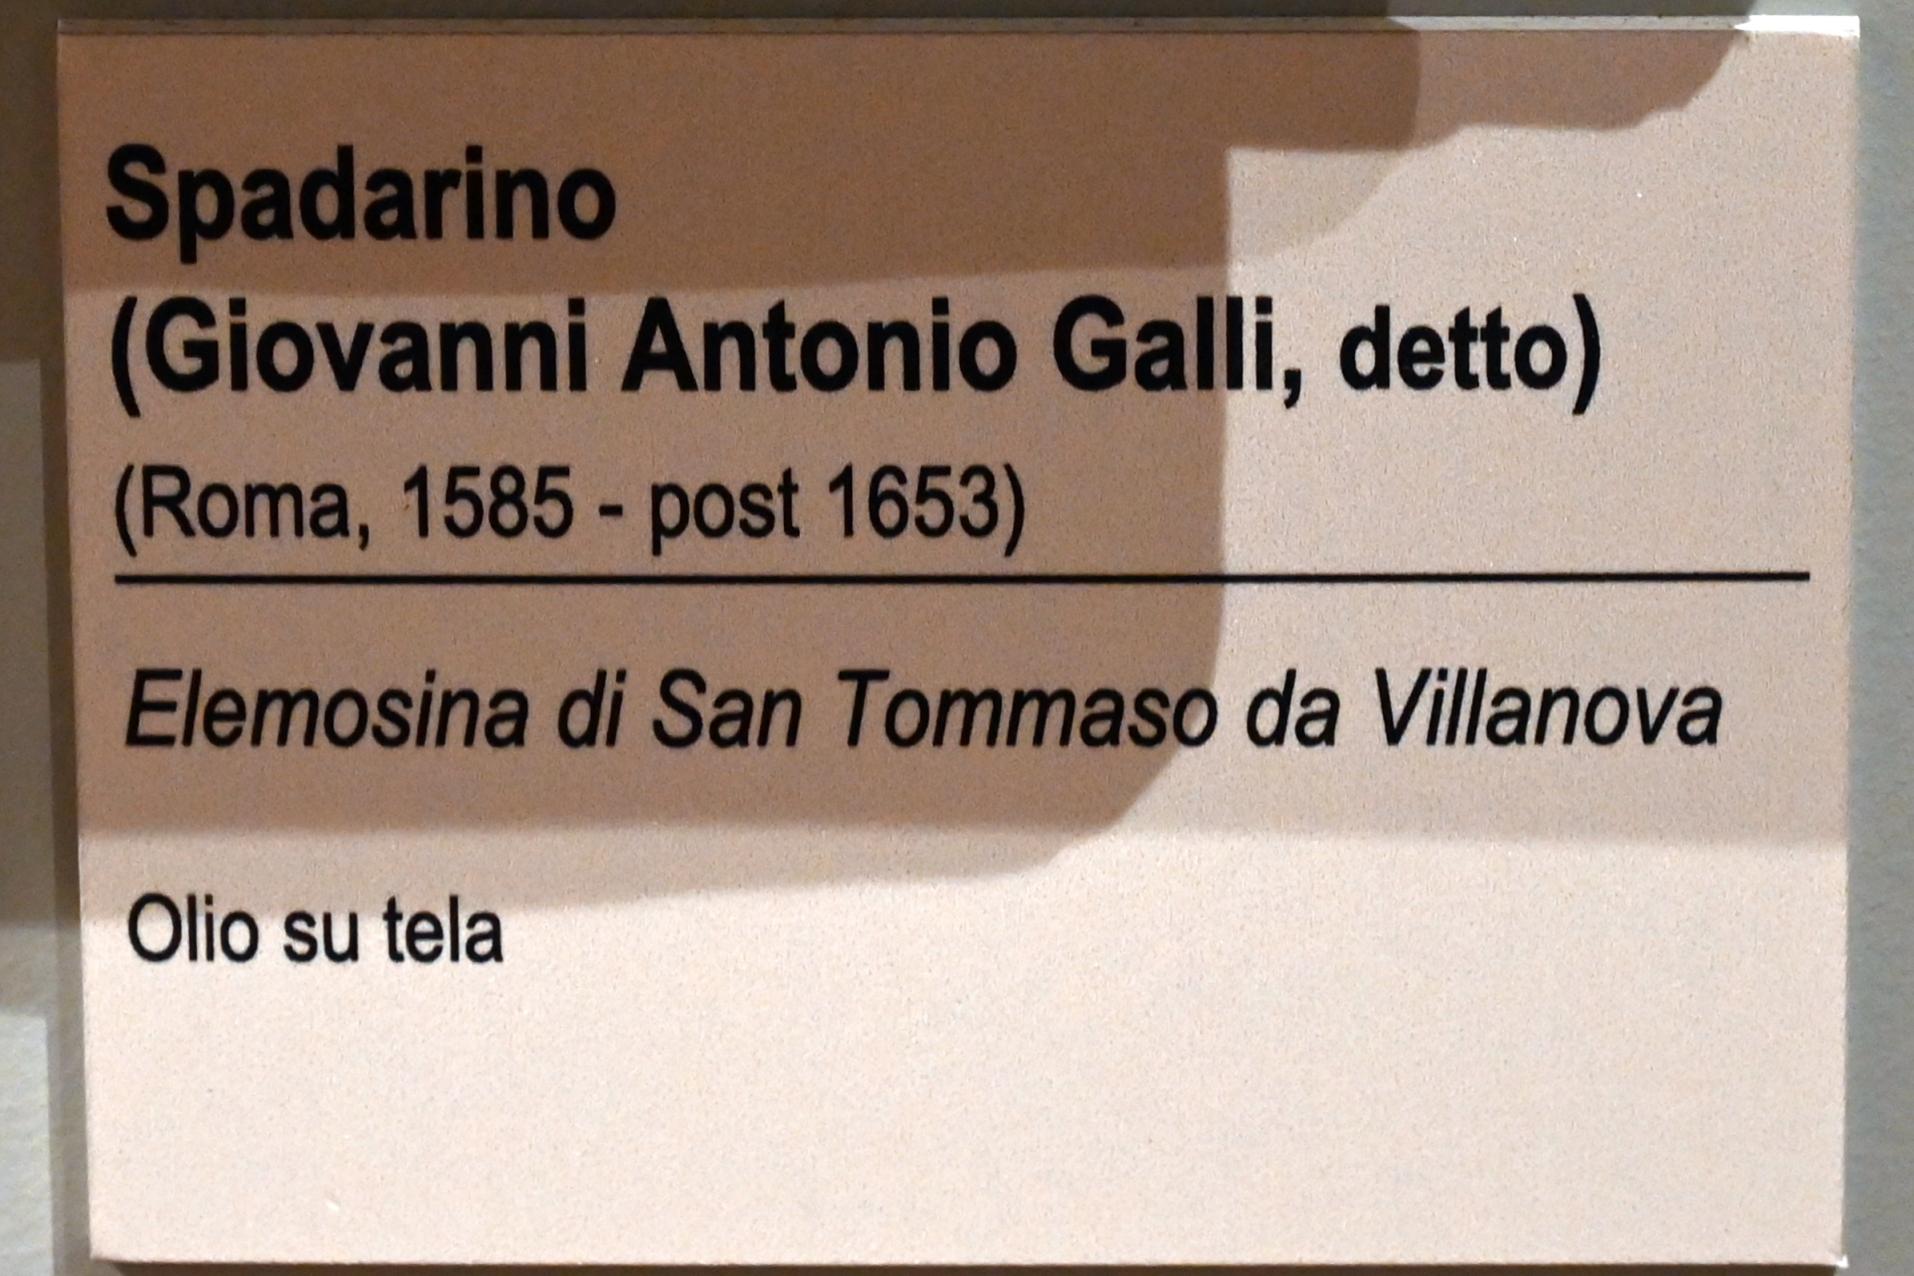 Spadarino
(Giovanni Antonio Galli, detto)
(Roma, 1585 - post 1653)
Elemosina di San Tommaso da Villanova
Olio su tela